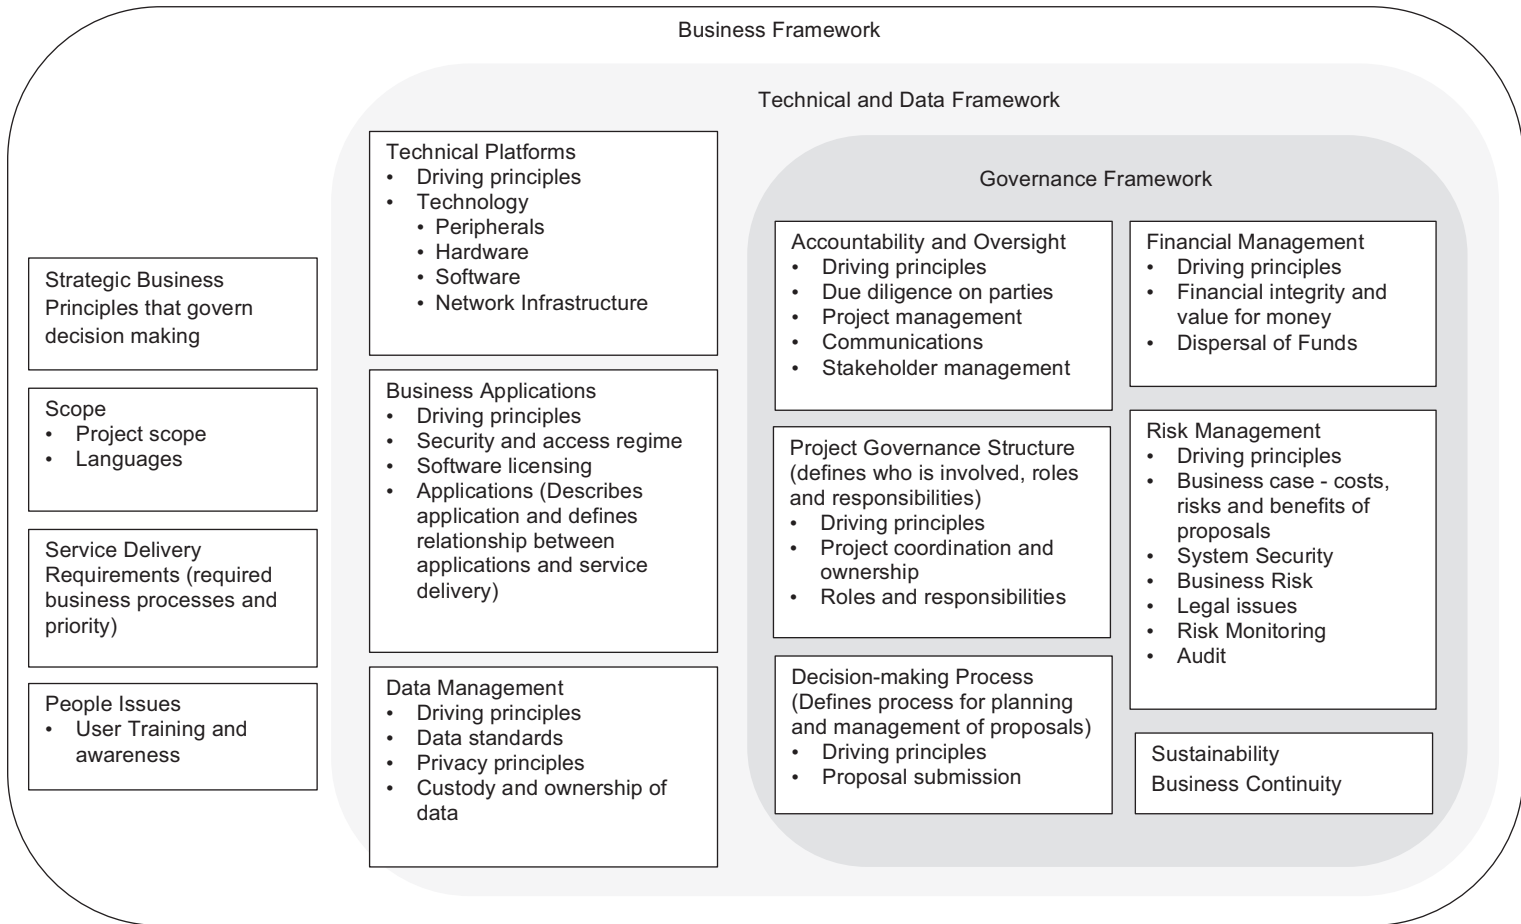 Business Framework
Technical and Data Framework
Governance Framework
Strategic Business
Principles that govern
decision making
Scope
• Project scope
• Languages
Service Delivery
Requirements (required
business processes and
priority)
People Issues
• User Training and
awareness
Technical Platforms
• Driving principles
• Technology
• Peripherals
• Hardware
• Software
• Network Infrastructure
Business Applications
• Driving principles
• Security and access regime
• Software licensing
• Applications (Describes
application and defines
relationship between
applications and service
delivery)
Data Management
• Driving principles
• Data standards
• Privacy principles
• Custody and ownership of
data
Accountability and Oversight
• Driving principles
• Due diligence on parties
• Project management
• Communications
• Stakeholder management
Project Governance Structure
(defines who is involved, roles
and responsibilities)
• Driving principles
• Project coordination and
ownership
• Roles and responsibilities
Decision-making Process
(Defines process for planning
and management of proposals)
• Driving principles
• Proposal submission
Financial Management
• Driving principles
• Financial integrity and
value for money
• Dispersal of Funds
Risk Management
• Driving principles
• Business case - costs,
risks and benefits of
proposals
• System Security
• Business Risk
• Legal issues
• Risk Monitoring
• Audit
Sustainability
Business Continuity